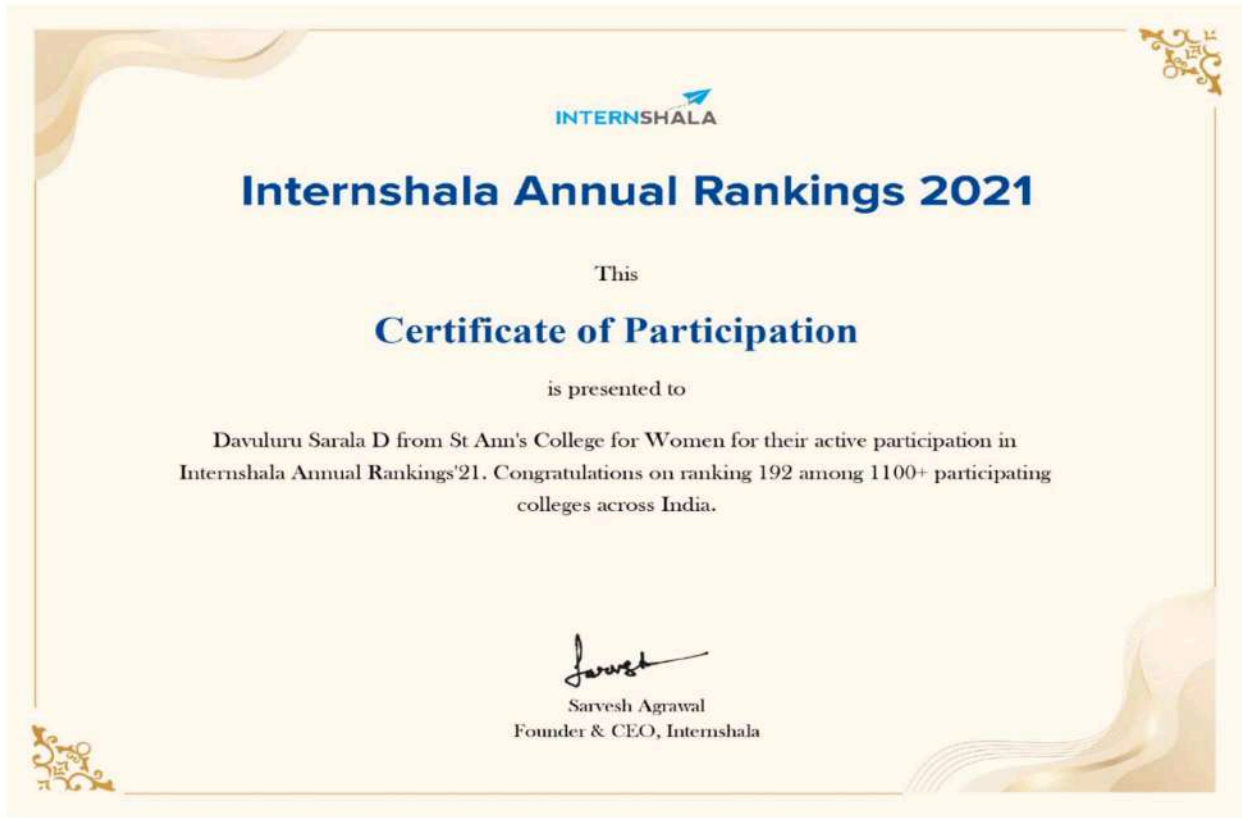 INTERNSHALA
Internshala Annual Rankings 2021
This
Certificate of Participation
is presented to
Davuluru Sarala D from St Ann's College for Women for their active participation in
Internshala Annual Rankings'21. Congratulations on ranking 192 among 1100+ participating
colleges across India.
Sarvesh
Sarvesh Agrawal
Founder & CEO, Internshala